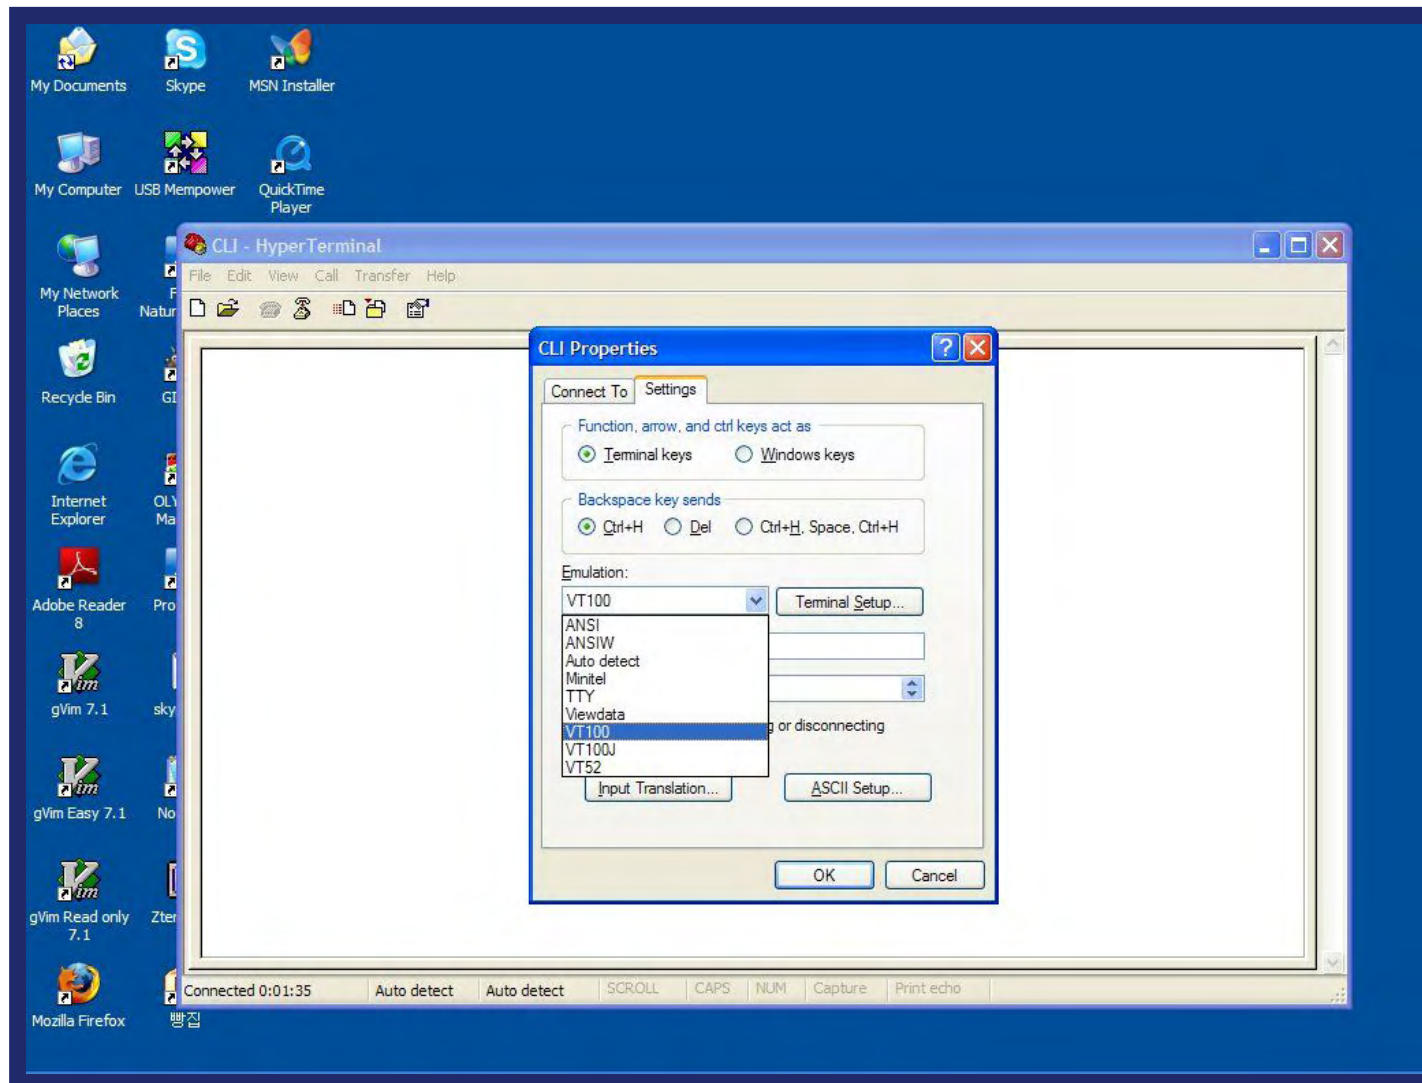 My Documents
Skype
MSN Installer
My Computer
USB Mempower
QuickTime
Player
My Network
Places
F
Natur
Recycle Bin
GI
Internet
Explorer
OLY
Ma
Adobe Reader
8
Pro
gVim 7.1
sky
gVim Easy 7.1
No
gVim Read only
7.1
Zter
Mozilla Firefox
빵집
CLI - HyperTerminal
File Edit View Call Transfer Help
CLI Properties
Connect To Settings
Function, arrow, and ctrl keys act as
Terminal keys Windows keys
Backspace key sends
Ctrl+H Del Ctrl+H, Space, Ctrl+H
Emulation:
VT100 Terminal Setup...
ANSI
ANSIW
Auto detect
Minitel
TTY
Viewdata
VT100
g or disconnecting
VT100J
VT52
Input Translation... ASCII Setup...
OK Cancel
Connected 0:01:35 Auto detect Auto detect SCROLL CAPS NUM Capture Print echo